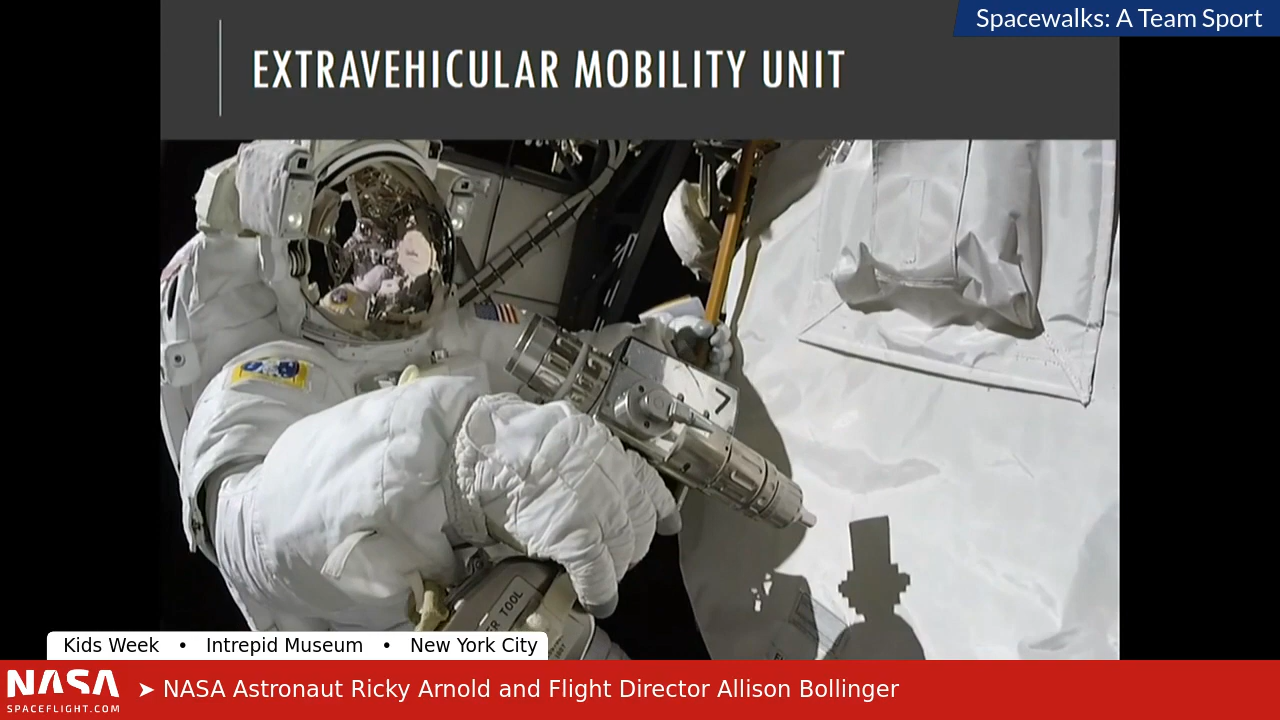 Spacewalks: A Team Sport
EXTRAVEHICULAR MOBILITY UNIT
7
ER TOOL
Kids Week • Intrepid Museum • New York City
NASA
SPACEFLIGHT.COM
➤ NASA Astronaut Ricky Arnold and Flight Director Allison Bollinger